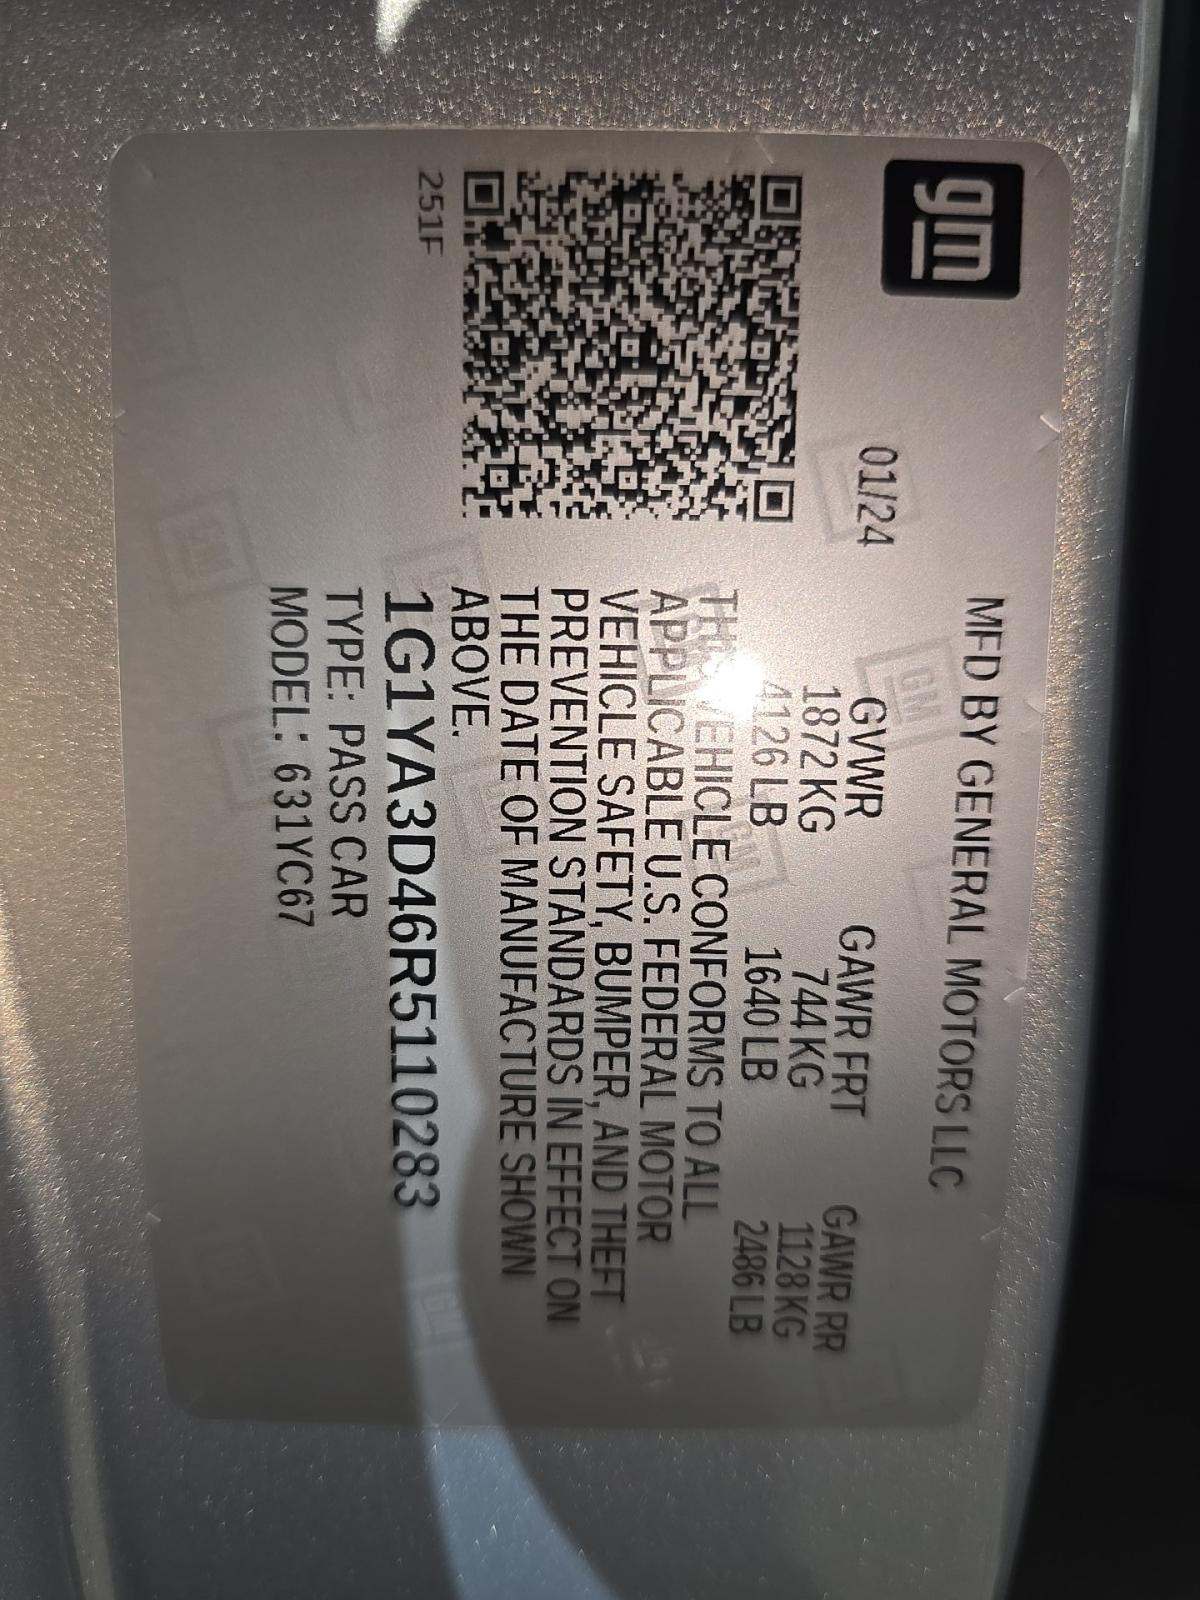 gm
MFD BY GENERAL MOTORS LLC
01/24
GVWR GAWR FRT GAWR RR
1872 KG 744 KG 1128 KG
4126 LB 1640 LB 2486 LB
THIS VEHICLE CONFORMS TO ALL
APPLICABLE U.S. FEDERAL MOTOR
VEHICLE SAFETY, BUMPER, AND THEFT
PREVENTION STANDARDS IN EFFECT ON
THE DATE OF MANUFACTURE SHOWN
ABOVE.
251F
1G1YA3D46R5110283
TYPE: PASS CAR
MODEL: 631YC67